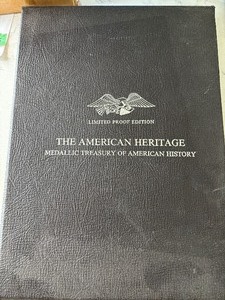 LIMITED PROOF EDITION
THE AMERICAN HERITAGE
MEDALLIC TREASURY OF AMERICAN HISTORY